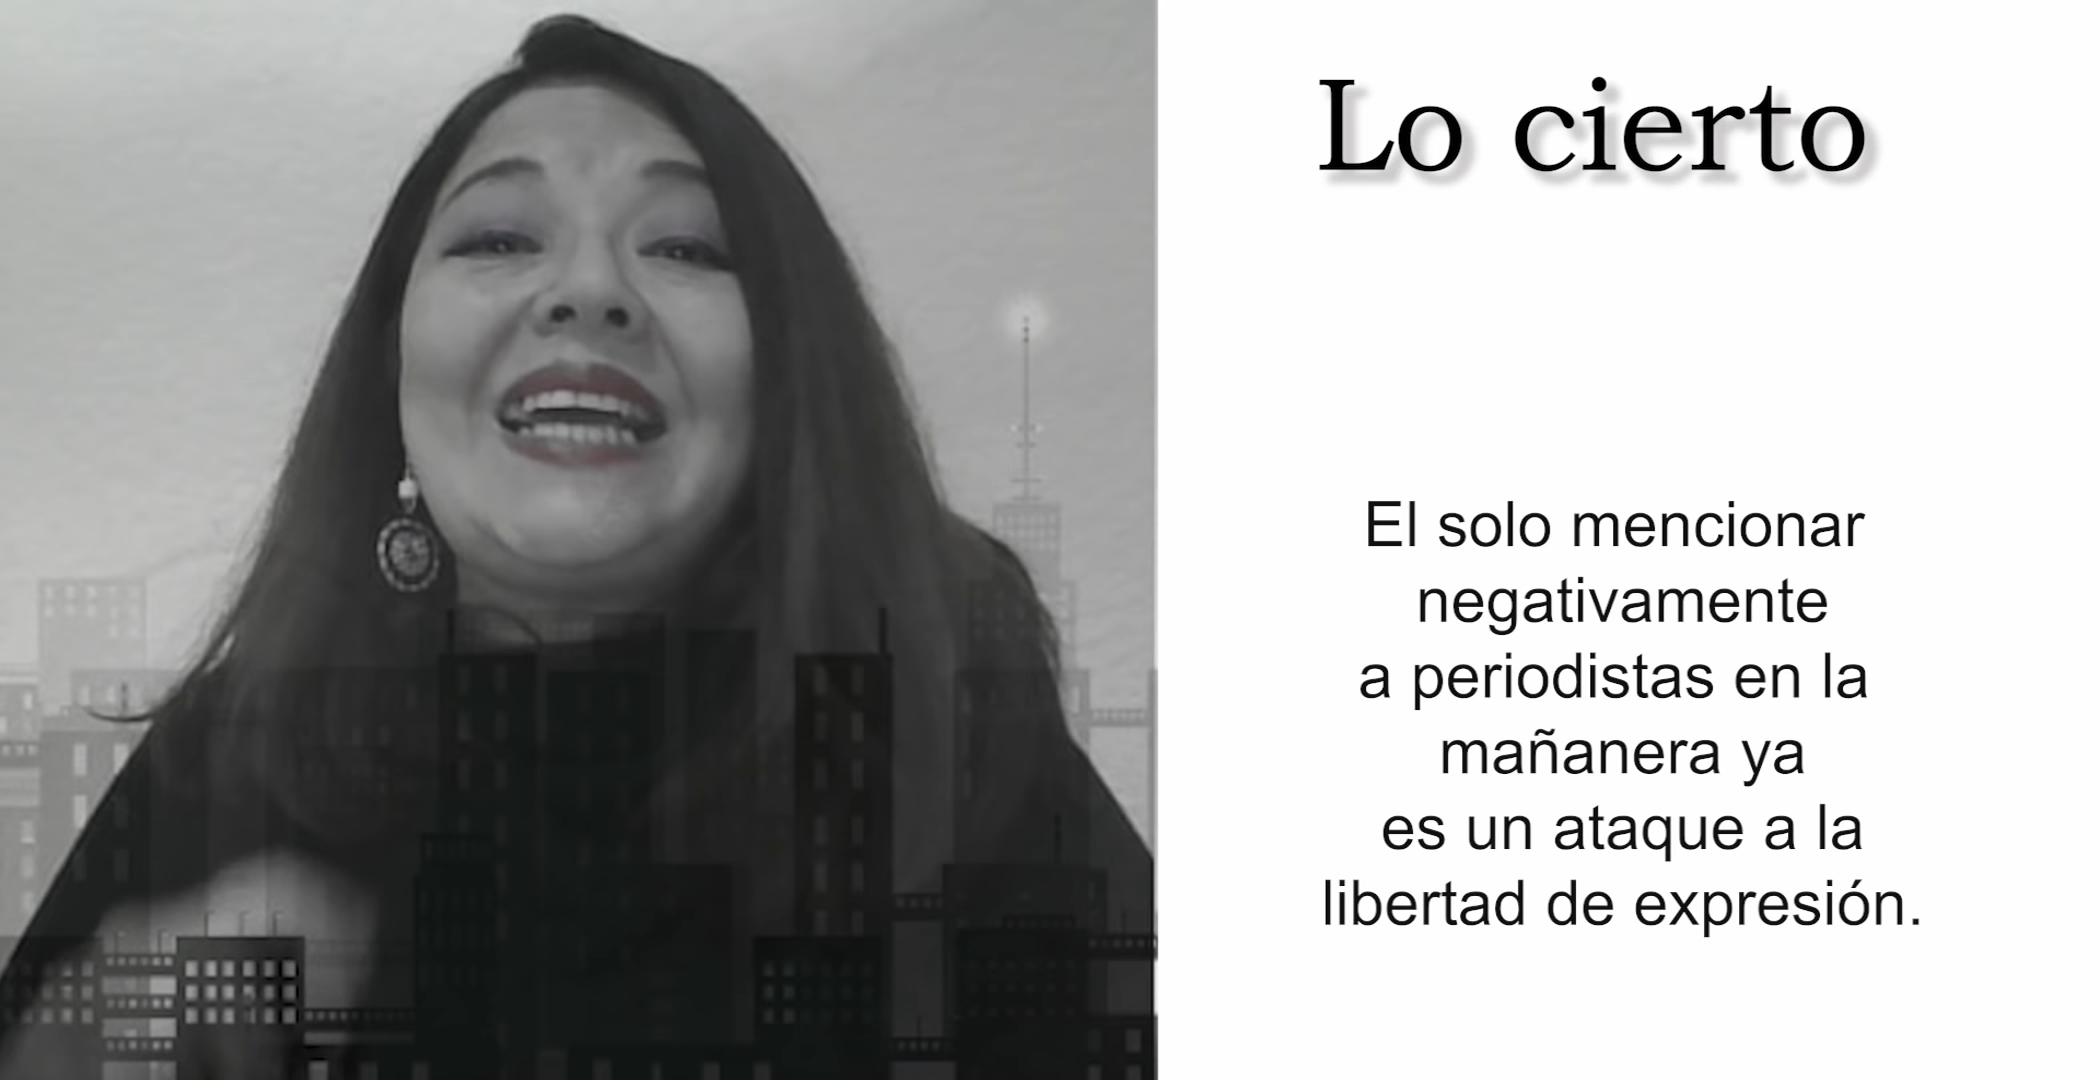 Lo cierto
El solo mencionar
negativamente
a periodistas en la
mañanera ya
es un ataque a la
libertad de expresión.